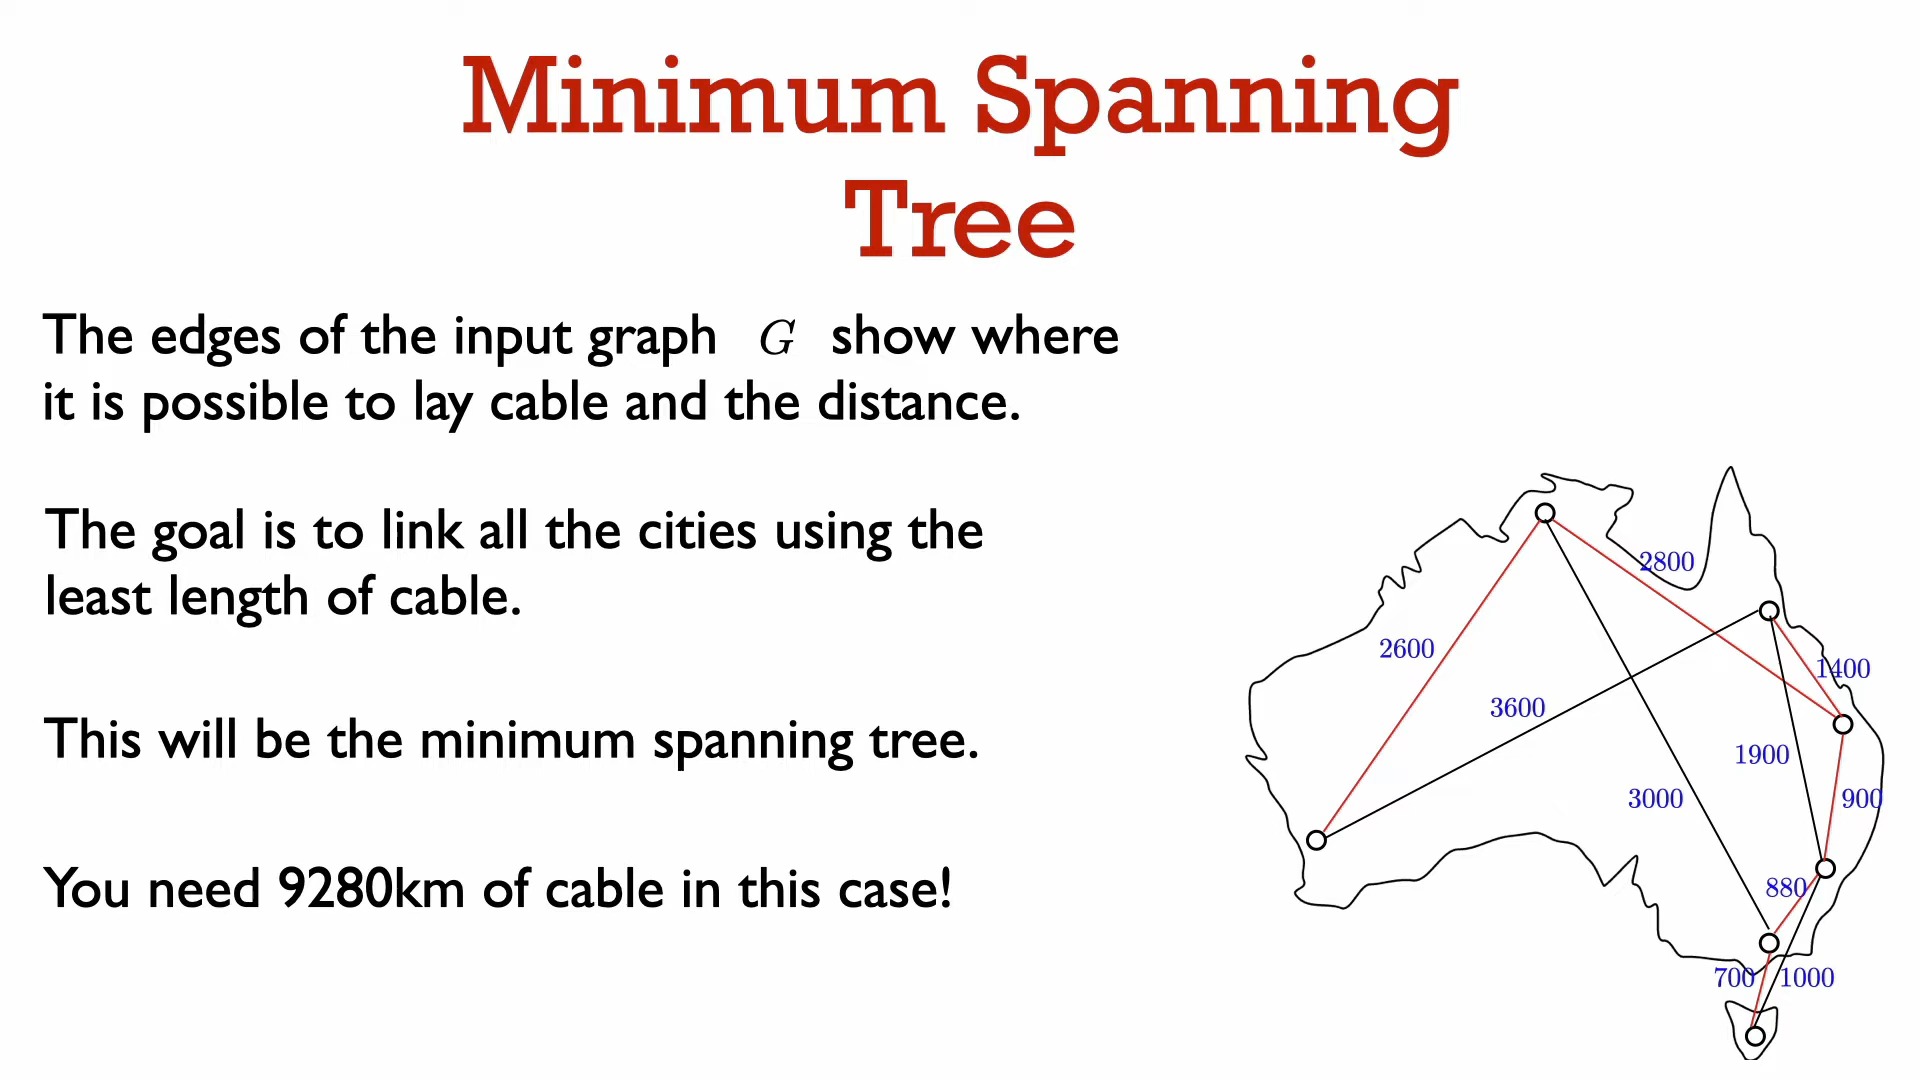 Minimum Spanning
Tree
The edges of the input graph G show where
it is possible to lay cable and the distance.
The goal is to link all the cities using the
least length of cable.
This will be the minimum spanning tree.
You need 9280km of cable in this case!
2800
2600
1400
3600
1900
3000
900
880
700
1000